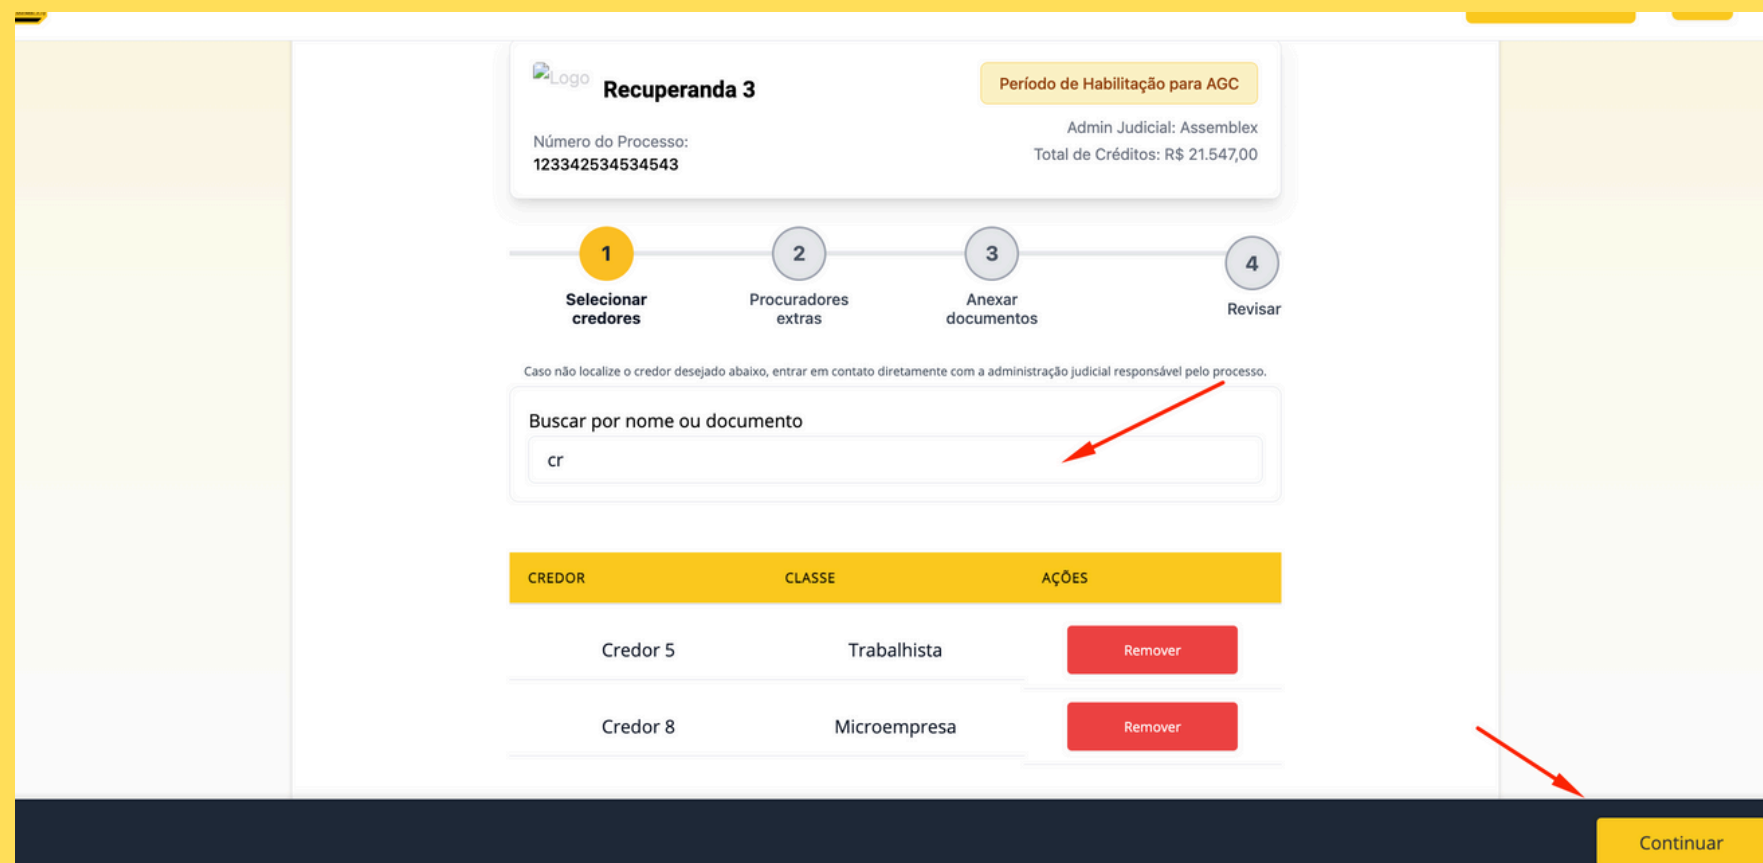 Logo
Recuperanda 3
Período de Habilitação para AGC
Número do Processo:
123342534534543
Admin Judicial: Assemblex
Total de Créditos: R$ 21.547,00
1
Selecionar
credores
2
Procuradores
extras
3
Anexar
documentos
4
Revisar
Caso não localize o credor desejado abaixo, entrar em contato diretamente com a administração judicial responsável pelo processo.
Buscar por nome ou documento
cr
CREDOR CLASSE AÇÕES
Credor 5 Trabalhista Remover
Credor 8 Microempresa Remover
Continuar